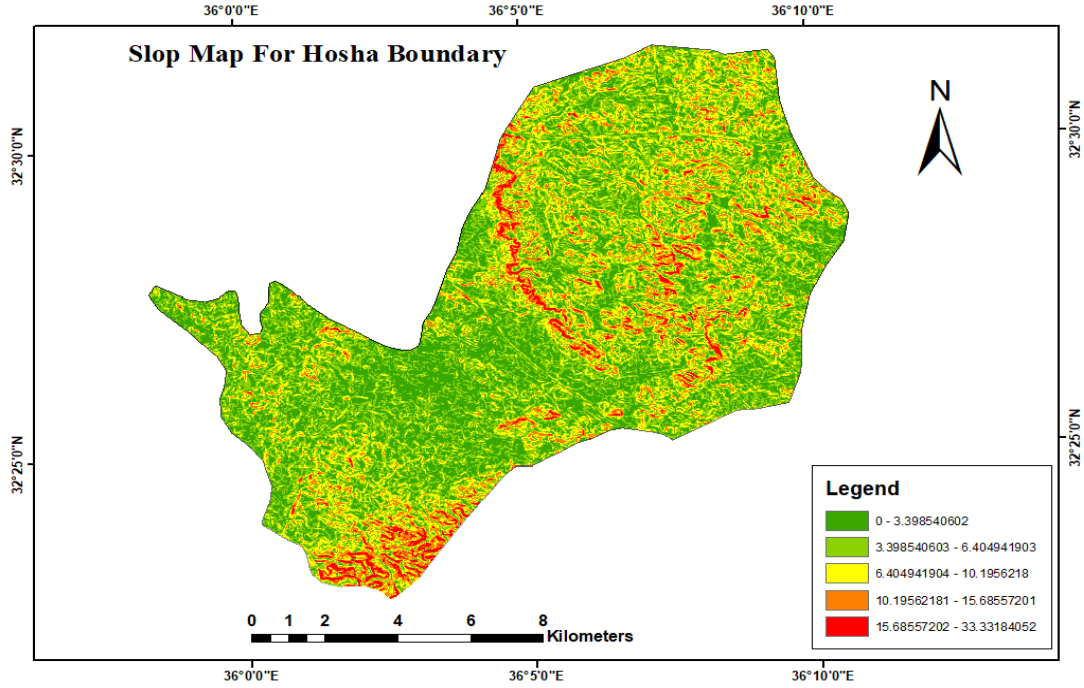 36°0'0"E 36°5'0"E 36°10'0"E
Slop Map For Hosha Boundary
N
32°30'0"N 32°30'0"N
32°25'0"N 32°25'0"N
Legend
0 - 3.398540602
3.398540603 - 6.404941903
6.404941904 - 10.1956218
10.19562181 - 15.68557201
15.68557202 - 33.33184052
0 1 2 4 6 8
Kilometers
36°0'0"E 36°5'0"E 36°10'0"E